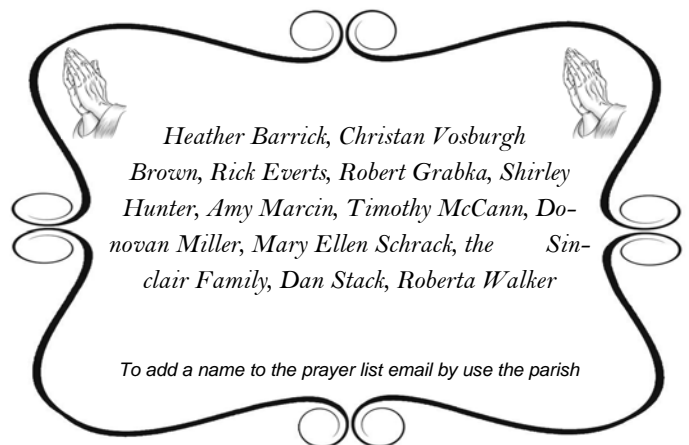 Heather Barrick, Christan Vosburgh
Brown, Rick Everts, Robert Grabka, Shirley
Hunter, Amy Marcin, Timothy McCann, Do-
novan Miller, Mary Ellen Schrack, the Sin-
clair Family, Dan Stack, Roberta Walker
To add a name to the prayer list email by use the parish